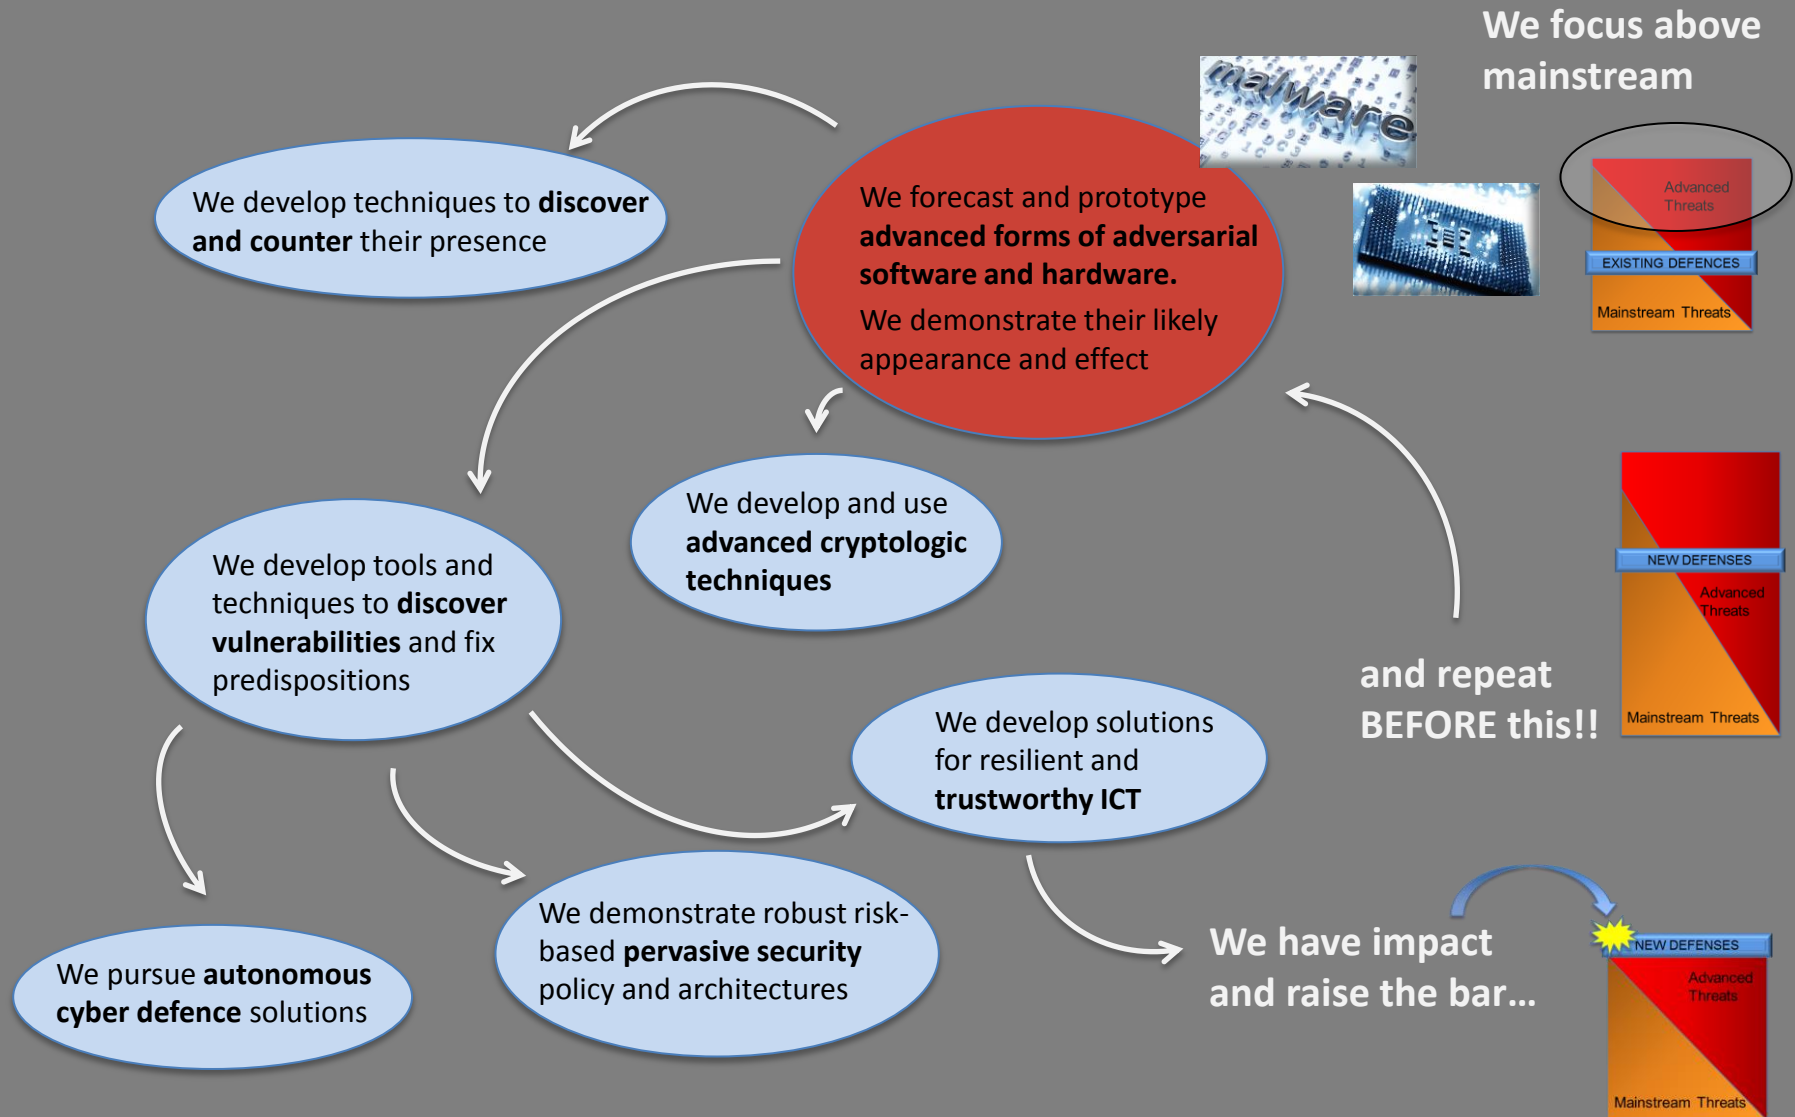 We focus above
mainstream
malware
We forecast and prototype
advanced forms of adversarial
software and hardware.
We demonstrate their likely
appearance and effect
Advanced
Threats
EXISTING DEFENCES
Mainstream Threats
We develop techniques to discover
and counter their presence
We develop and use
advanced cryptologic
techniques
We develop tools and
techniques to discover
vulnerabilities and fix
predispositions
NEW DEFENSES
Advanced
Threats
Mainstream Threats
and repeat
BEFORE this!!
We develop solutions
for resilient and
trustworthy ICT
We demonstrate robust risk-
based pervasive security
policy and architectures
We pursue autonomous
cyber defence solutions
We have impact
and raise the bar...
NEW DEFENSES
Advanced
Threats
Mainstream Threats